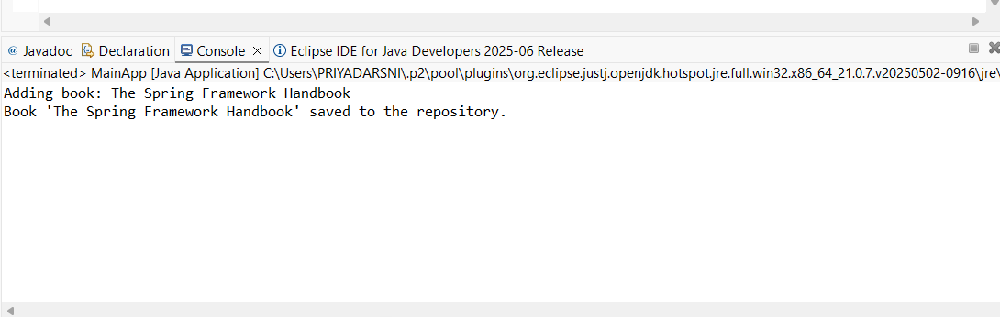 Javadoc Declaration Console Eclipse IDE for Java Developers 2025-06 Release
<terminated> MainApp [Java Application] C:\Users\PRIYADARSNI\.p2\pool\plugins\org.eclipse.justj.openjdk.hotspot.jre.full.win32.x86_64_21.0.7.v20250502-0916\jre\
Adding book: The Spring Framework Handbook
Book 'The Spring Framework Handbook' saved to the repository.